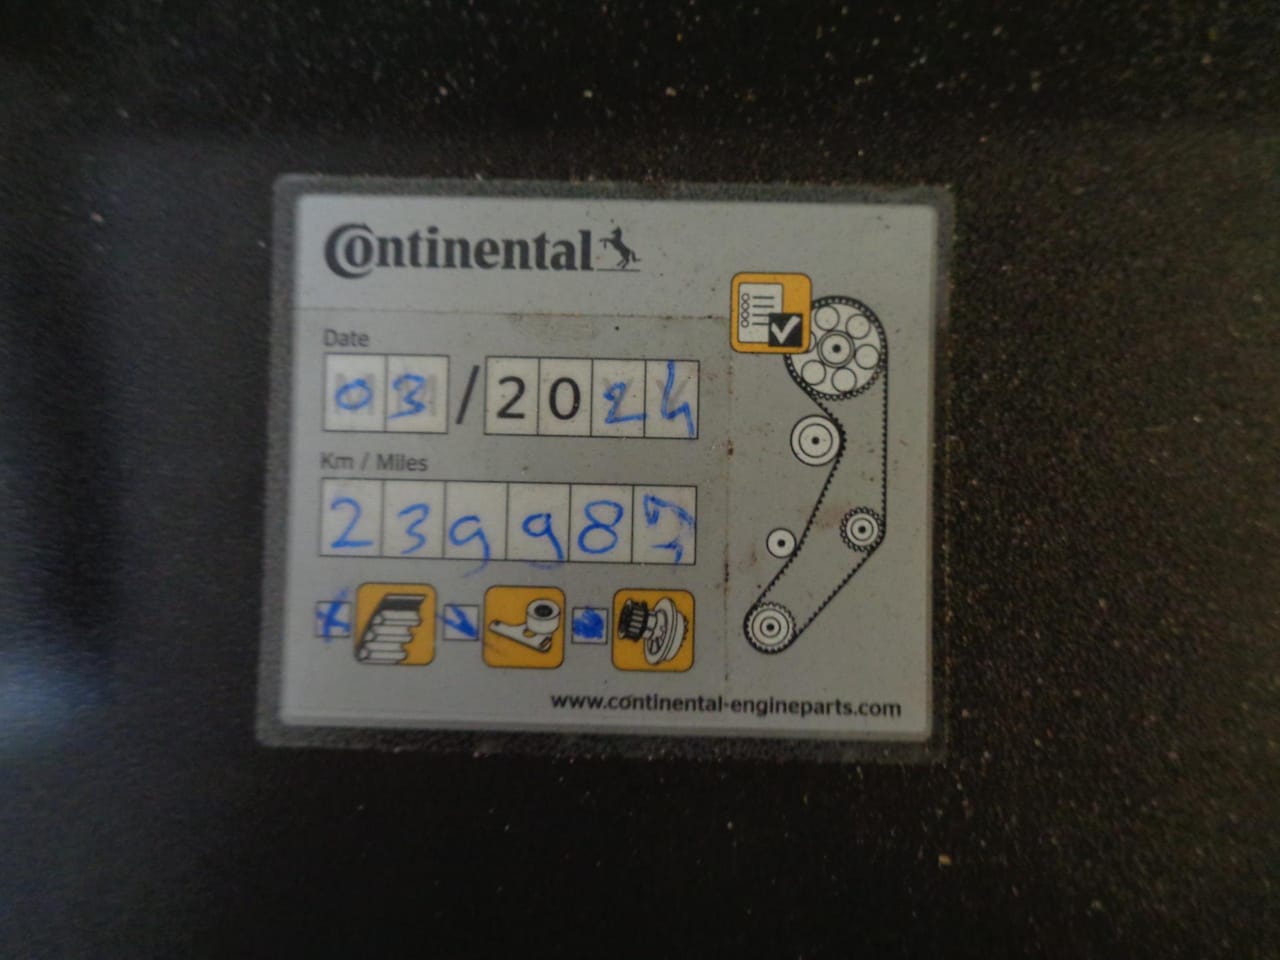 Continental
Date
03/2024
Km / Miles
239987
www.continental-engineparts.com